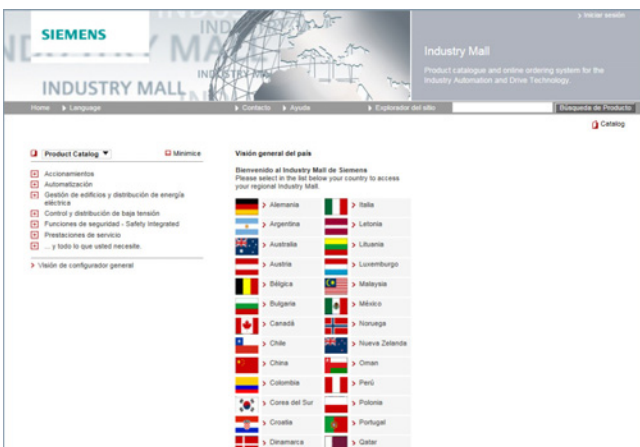 Iniciar sesión
SIEMENS
INDUSTRY MALL
Industry Mall
Product catalogue and online ordering system for the
Industry Automation and Drive Technology.
Home Language Contacto Ayuda Explorador del sitio Búsqueda de Producto
Catalog
Product Catalog Minimice
Accionamientos
Automatización
Gestión de edificios y distribución de energía
eléctrica
Control y distribución de baja tensión
Funciones de seguridad - Safety Integrated
Prestaciones de servicio
... y todo lo que usted necesite.
Visión de configurador general
Visión general del país
Bienvenido al Industry Mall de Siemens
Please select in the list below your country to access
your regional Industry Mall.
Alemania Italia
Argentina Letonia
Australia Lituania
Austria Luxemburgo
Bélgica Malaysia
Bulgaria México
Canadá Noruega
Chile Nueva Zelanda
China Oman
Colombia Perú
Corea del Sur Polonia
Croatia Portugal
Dinamarca Qatar